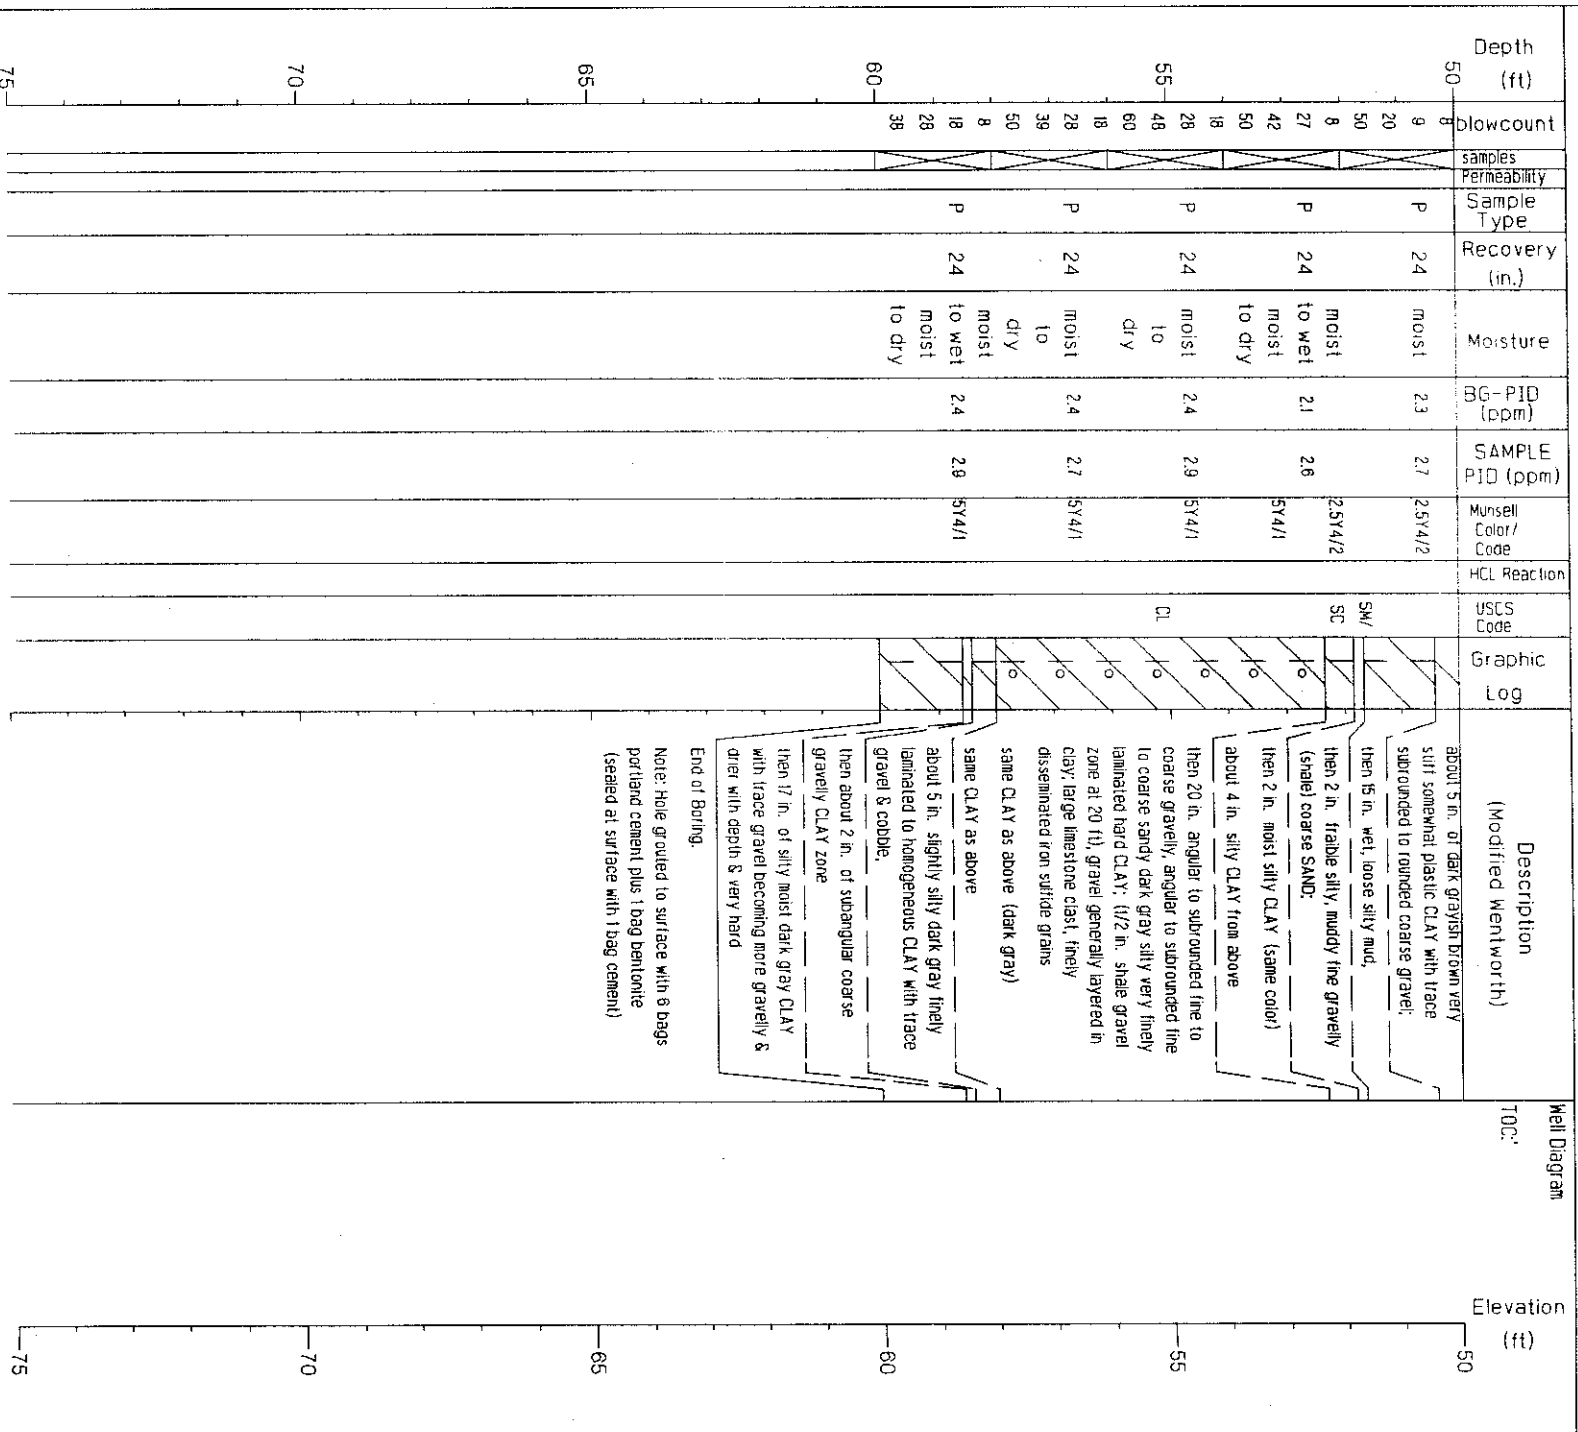 Depth
(ft)
50
55
60
65
70
75
blowcount
8
9
20
50
8
27
42
50
18
28
48
60
18
28
39
50
8
18
28
38
samples
Permeability
Sample
Type
P
P
P
P
P
Recovery
(in.)
24
24
24
24
24
Moisture
moist
moist
to wet
moist
to dry
moist
to
dry
moist
to
dry
moist
to wet
moist
to dry
BG-PID
(ppm)
2.3
2.1
2.4
2.4
2.4
SAMPLE
PID (ppm)
2.7
2.6
2.9
2.7
2.9
Munsell
Color/
Code
2.5Y4/2
2.5Y4/2
5Y4/1
5Y4/1
5Y4/1
5Y4/1
HCL Reaction
USCS
Code
SM/
SC
CL
Graphic
Log
Description
(Modified Wentworth)
about 5 in. of dark grayish brown very
stiff somewhat plastic CLAY with trace
subrounded to rounded coarse gravel;
then 15 in. wet loose silty mud,
then 2 in. fraible silty, muddy fine gravelly
(shale) coarse SAND;
then 2 in. moist silty CLAY (same color)
about 4 in. silty CLAY from above
then 20 in. angular to subrounded fine to
coarse gravelly, angular to subrounded fine
to coarse sandy dark gray silty very finely
laminated hard CLAY; (1/2 in. shale gravel
zone at 20 ft), gravel generally layered in
clay; large limestone clast, finely
disseminated iron sulfide grains
same CLAY as above (dark gray)
same CLAY as above
about 5 in. slightly silty dark gray finely
laminated to homogeneous CLAY with trace
gravel & cobble,
then about 2 in. of subangular coarse
gravelly CLAY zone
then 17 in. of silty moist dark gray CLAY
with trace gravel becoming more gravelly &
drier with depth & very hard
End of Boring.
Note: Hole grouted to surface with 6 bags
portland cement plus 1 bag bentonite
(sealed at surface with 1 bag cement)
Well Diagram
TOC:'
Elevation
(ft)
50
55
60
65
70
75